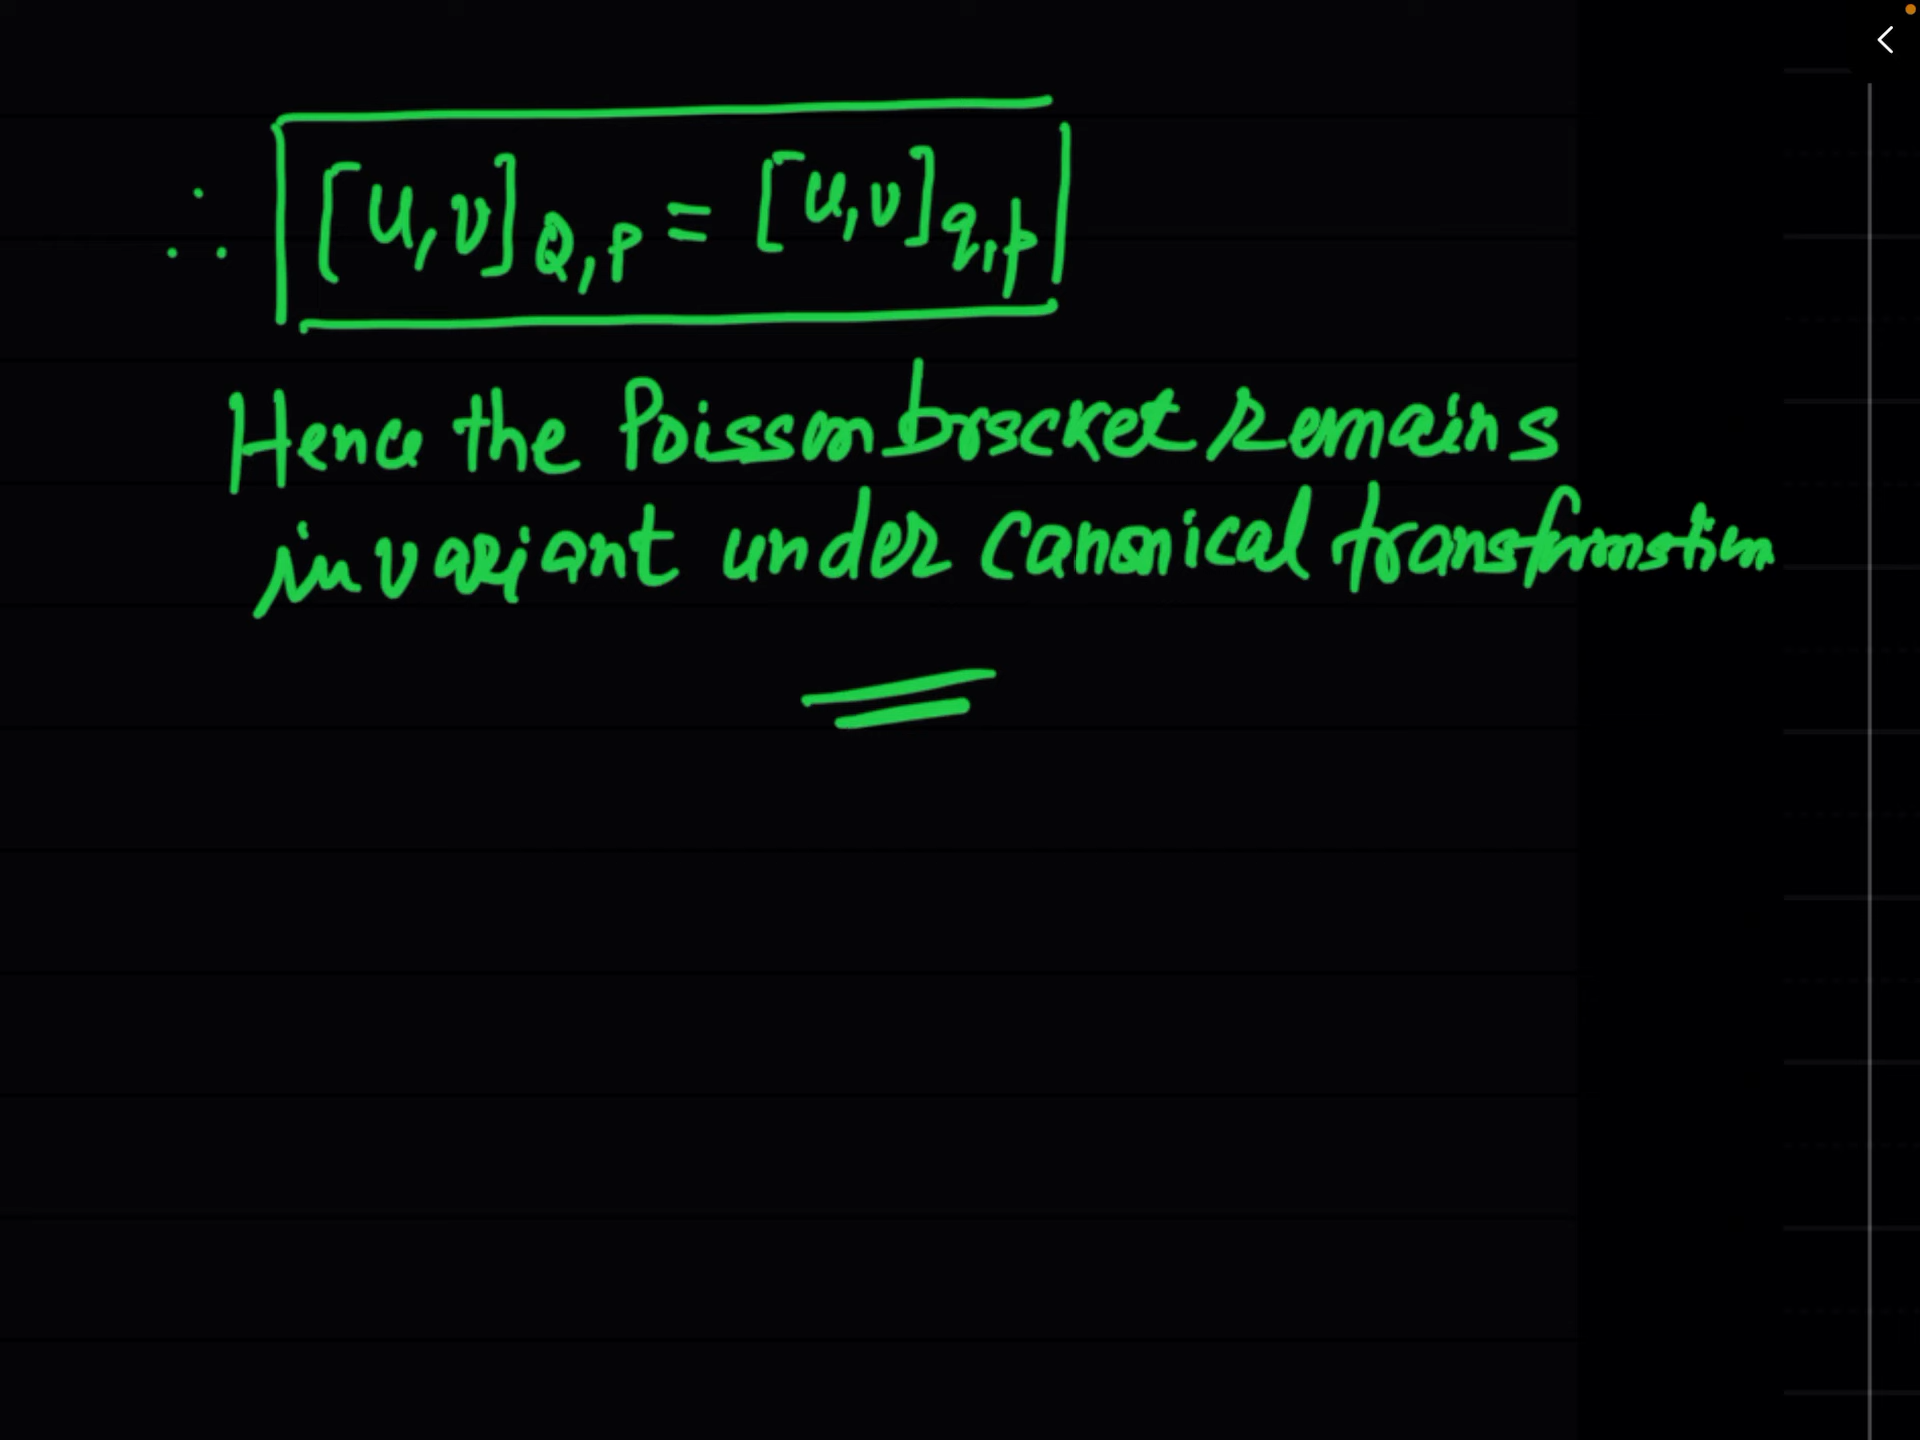 ∴ [u,v]Q,P = [u,v]q,p
Hence the Poisson bracket remains
invariant under canonical transformation